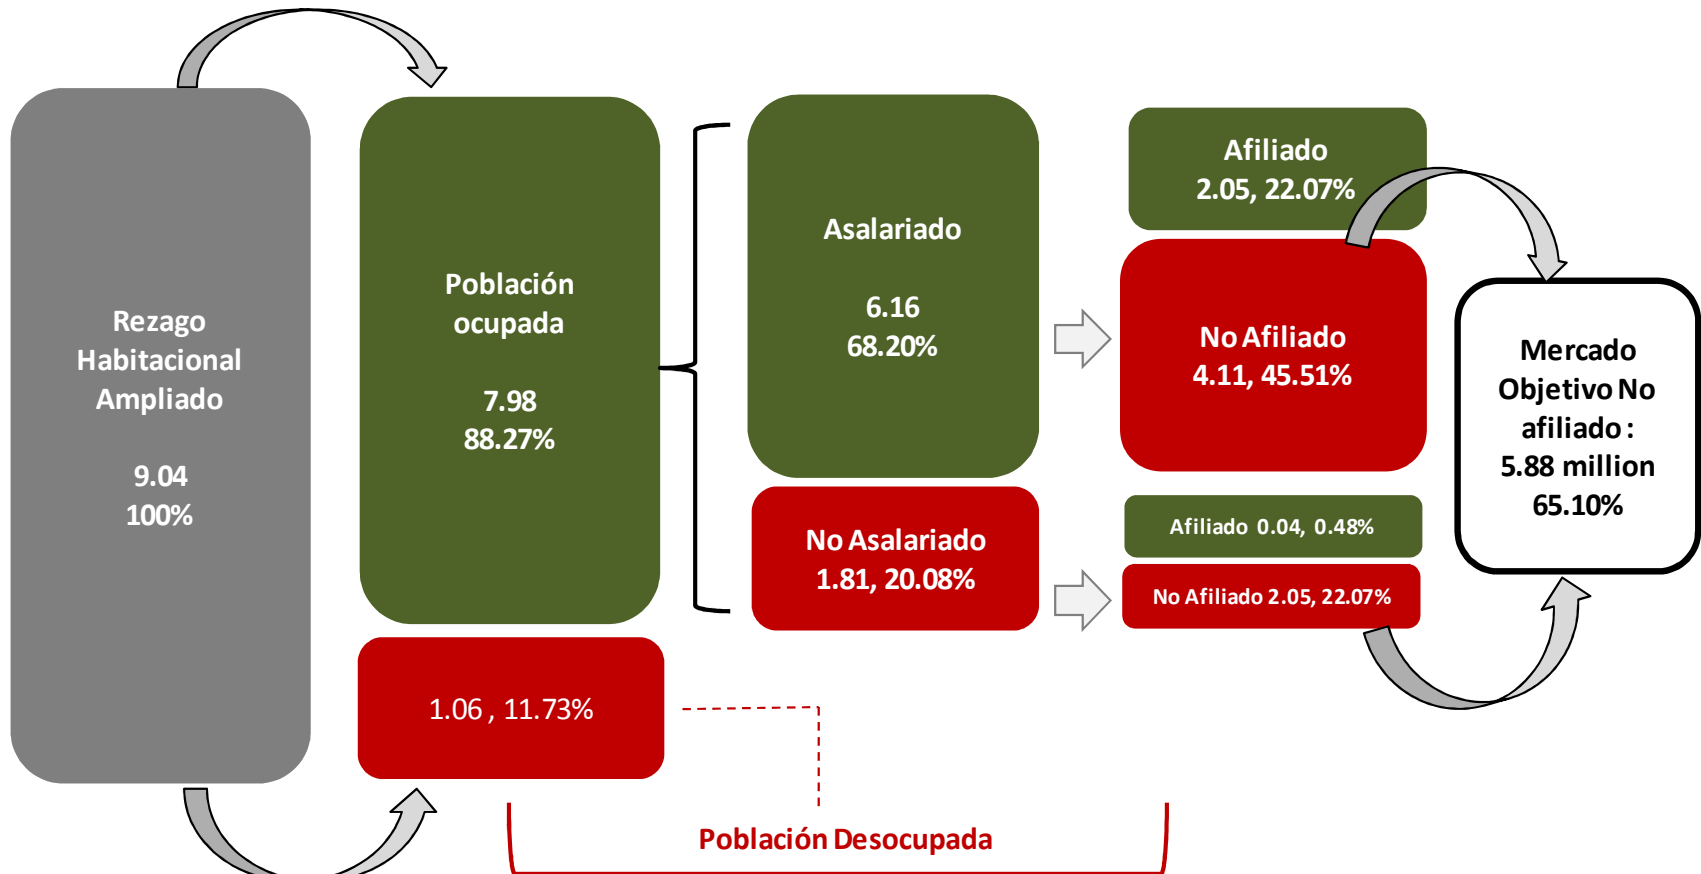 Rezago
Habitacional
Ampliado
9.04
100%
Población
ocupada
7.98
88.27%
1.06 , 11.73%
Asalariado
6.16
68.20%
No Asalariado
1.81, 20.08%
Afiliado
2.05, 22.07%
No Afiliado
4.11, 45.51%
Afiliado 0.04, 0.48%
No Afiliado 2.05, 22.07%
Mercado
Objetivo No
afiliado :
5.88 million
65.10%
Población Desocupada